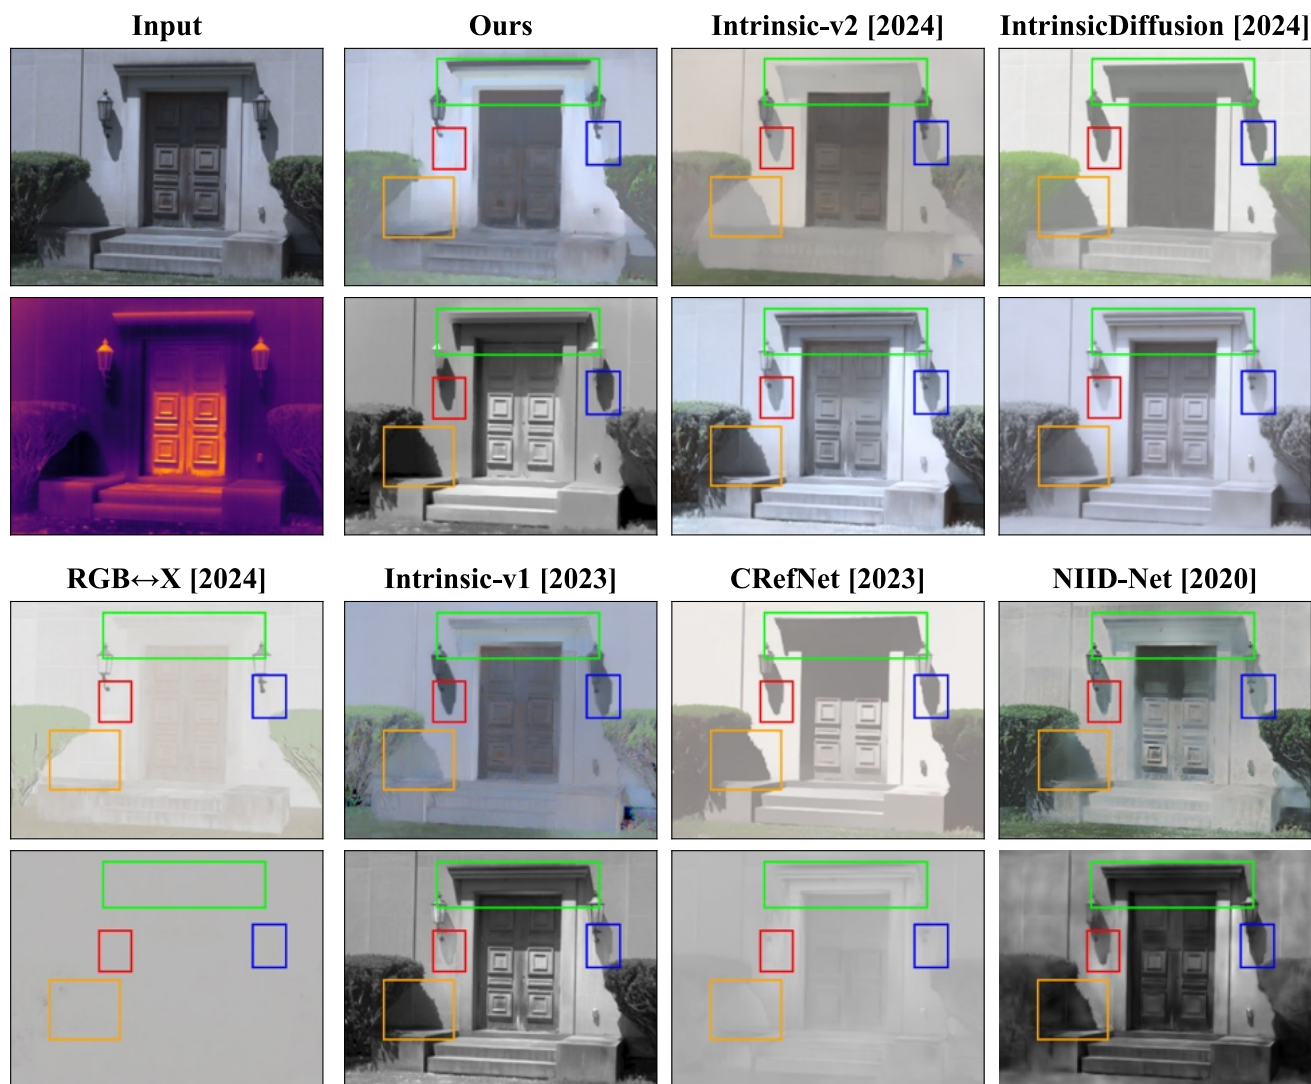 Input
Ours
Intrinsic-v2 [2024]
IntrinsicDiffusion [2024]
RGB↔X [2024]
Intrinsic-v1 [2023]
CRefNet [2023]
NIID-Net [2020]